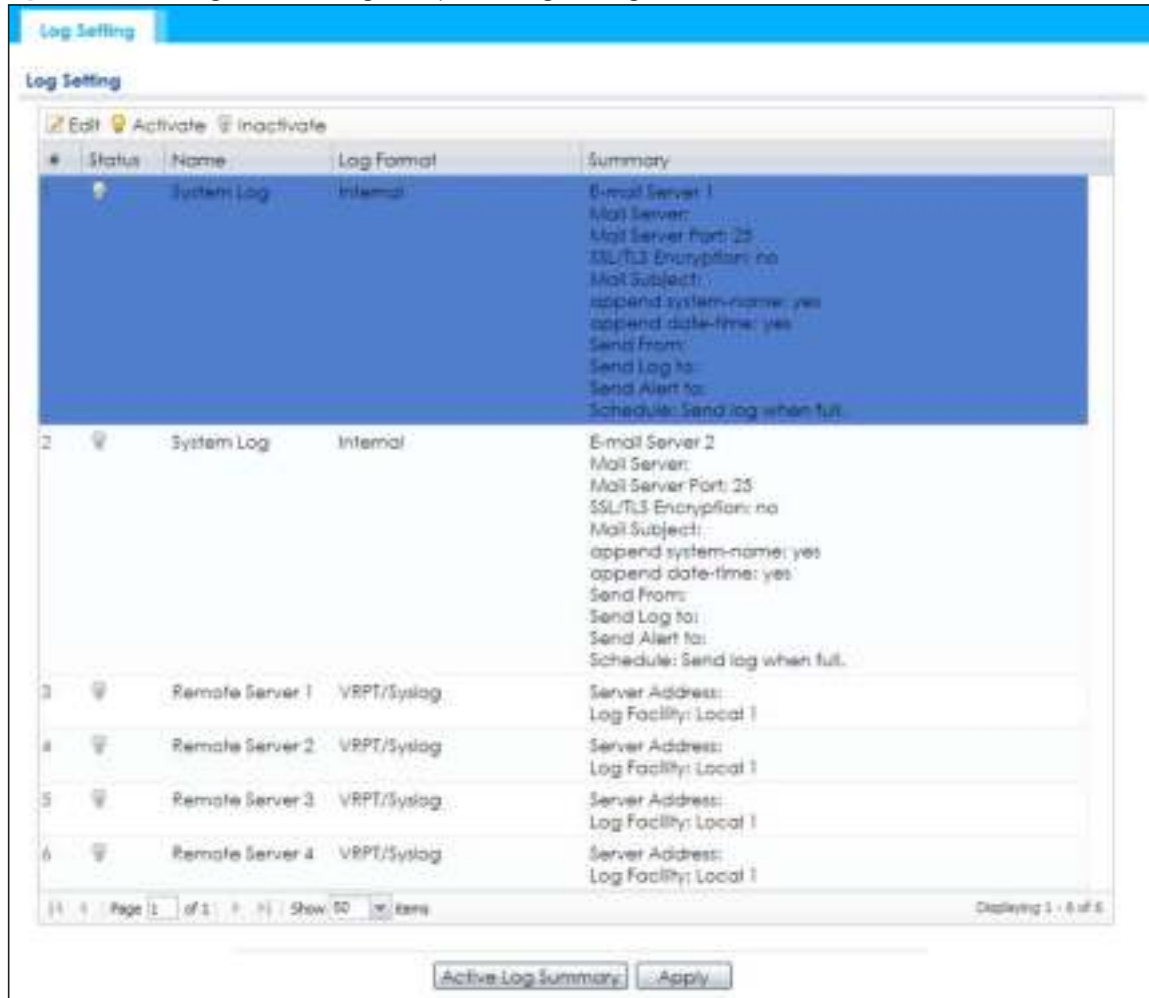 Log Setting
Log Setting
Edit Activate Inactivate
# Status Name Log Format Summary
1 System Log Internal E-mail Server 1
Mail Server:
Mail Server Port: 25
SSL/TLS Encryption: no
Mail Subject:
append system-name: yes
append date-time: yes
Send From:
Send Log to:
Send Alert to:
Schedule: Send log when full.
2 System Log Internal E-mail Server 2
Mail Server:
Mail Server Port: 25
SSL/TLS Encryption: no
Mail Subject:
append system-name: yes
append date-time: yes
Send From:
Send Log to:
Send Alert to:
Schedule: Send log when full.
3 Remote Server 1 VRPT/Syslog Server Address:
Log Facility: Local 1
4 Remote Server 2 VRPT/Syslog Server Address:
Log Facility: Local 1
5 Remote Server 3 VRPT/Syslog Server Address:
Log Facility: Local 1
6 Remote Server 4 VRPT/Syslog Server Address:
Log Facility: Local 1
Page 1 of 1 Show 50 items Displaying 1 - 6 of 6
Active Log Summary Apply